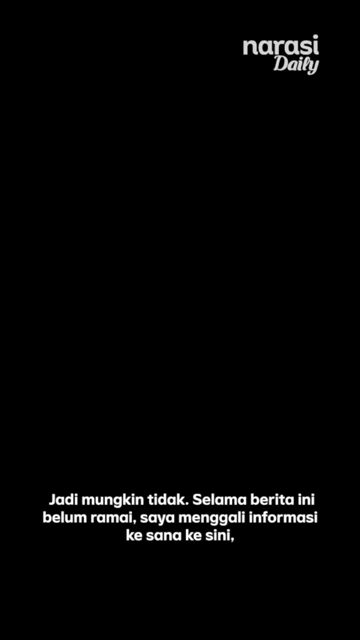 narasi
Daily
Jadi mungkin tidak. Selama berita ini
belum ramai, saya menggali informasi
ke sana ke sini,